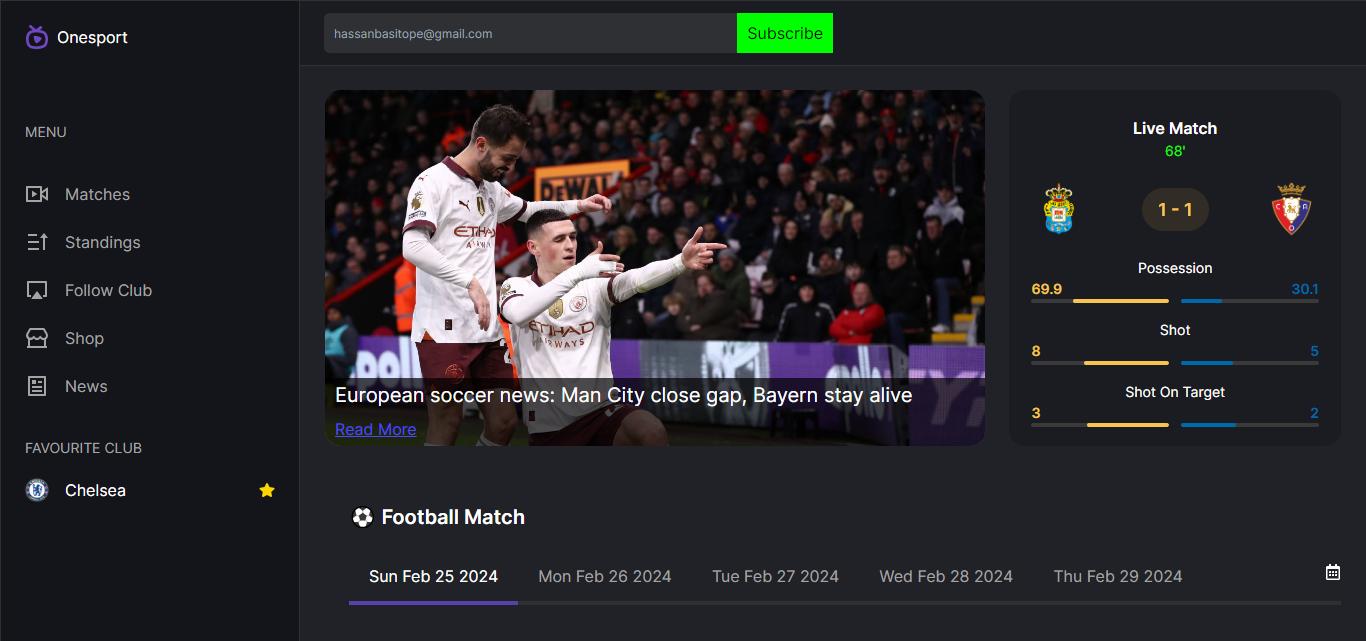 Onesport
hassanbasitope@gmail.com
Subscribe
MENU
Matches
Standings
Follow Club
Shop
News
FAVOURITE CLUB
Chelsea
DEWALT
ETIHAD
AIRWAYS
European soccer news: Man City close gap, Bayern stay alive
Read More
Live Match
68'
1 - 1
Possession
69.9 30.1
Shot
8 5
Shot On Target
3 2
Football Match
Sun Feb 25 2024 Mon Feb 26 2024 Tue Feb 27 2024 Wed Feb 28 2024 Thu Feb 29 2024